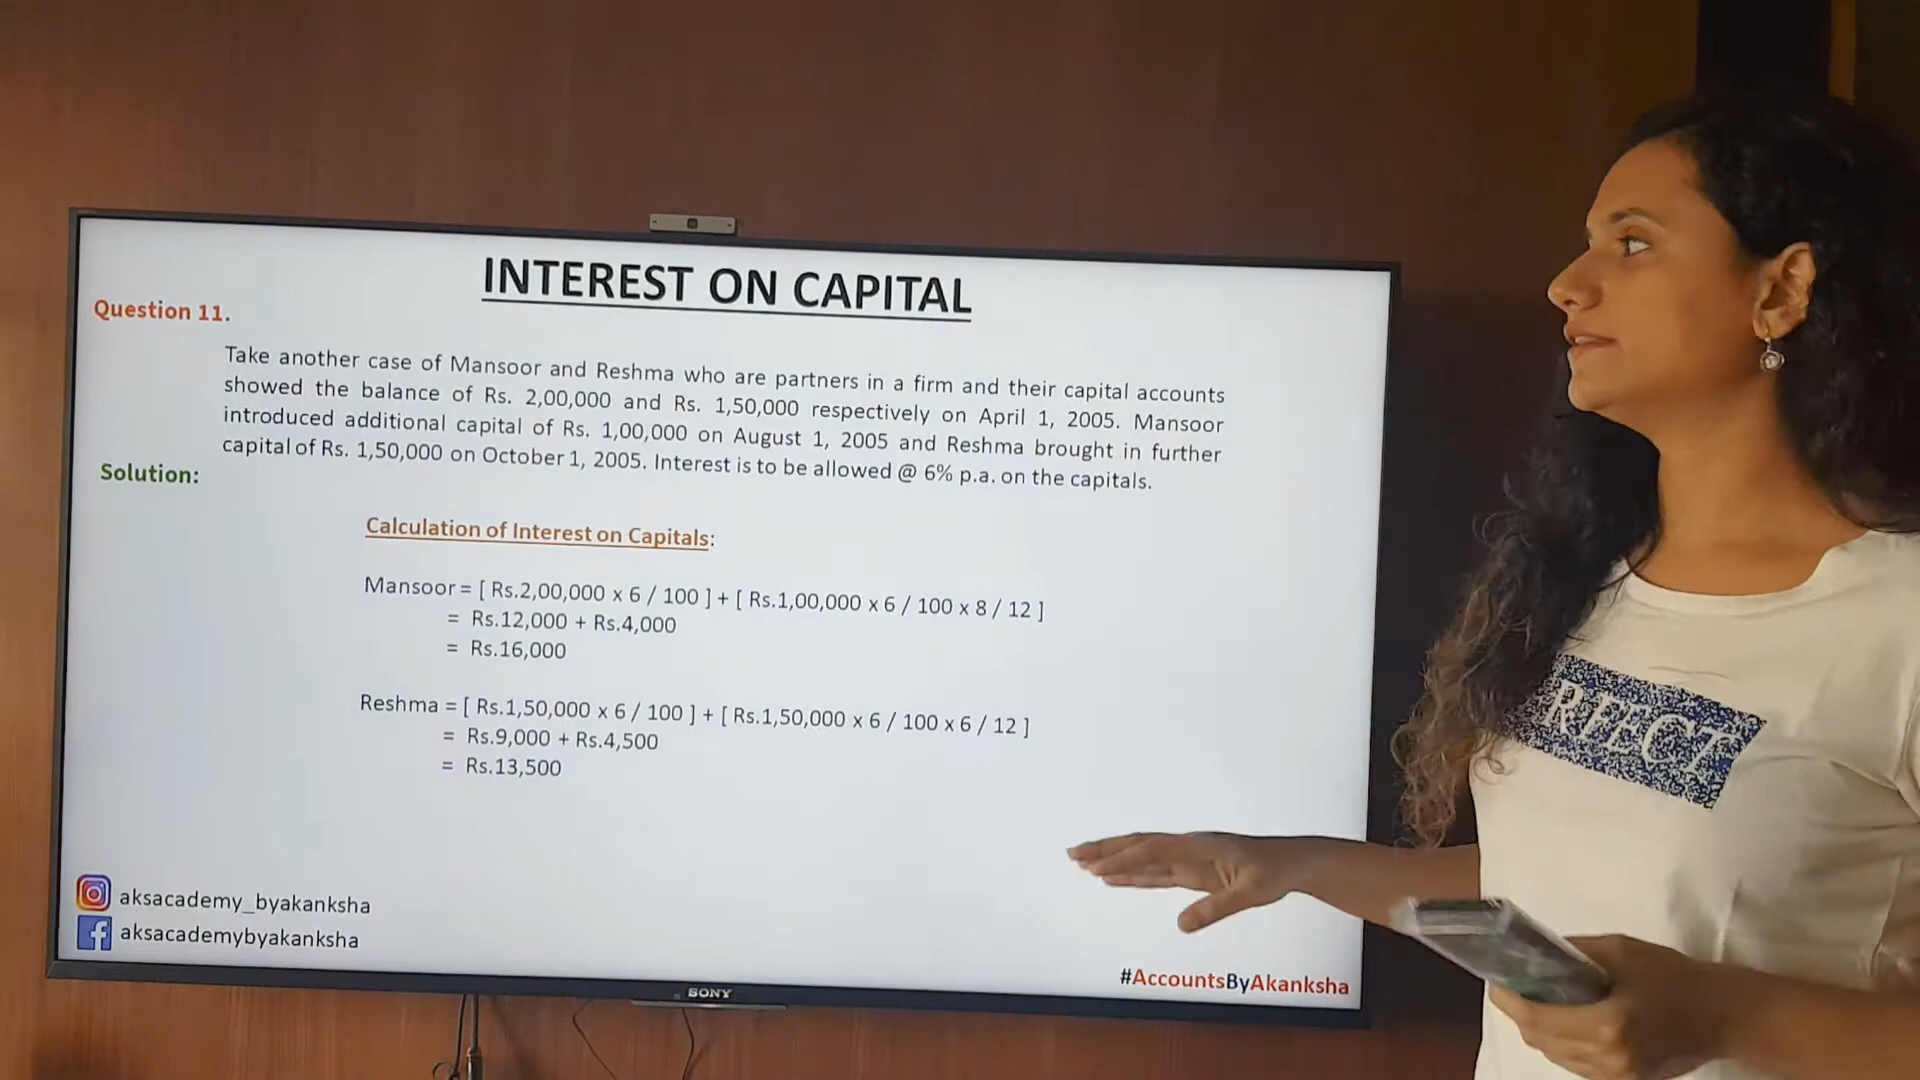 INTEREST ON CAPITAL
Question 11.
Take another case of Mansoor and Reshma who are partners in a firm and their capital accounts
showed the balance of Rs. 2,00,000 and Rs. 1,50,000 respectively on April 1, 2005. Mansoor
introduced additional capital of Rs. 1,00,000 on August 1, 2005 and Reshma brought in further
capital of Rs. 1,50,000 on October 1, 2005. Interest is to be allowed @ 6% p.a. on the capitals.
Solution:
Calculation of Interest on Capitals:
Mansoor = [ Rs.2,00,000 x 6 / 100 ] + [ Rs.1,00,000 x 6 / 100 x 8 / 12 ]
= Rs.12,000 + Rs.4,000
= Rs.16,000
Reshma = [ Rs.1,50,000 x 6 / 100 ] + [ Rs.1,50,000 x 6 / 100 x 6 / 12 ]
= Rs.9,000 + Rs.4,500
= Rs.13,500
aksacademy_byakanksha
aksacademybyakanksha
#AccountsByAkanksha
SONY
RFECT